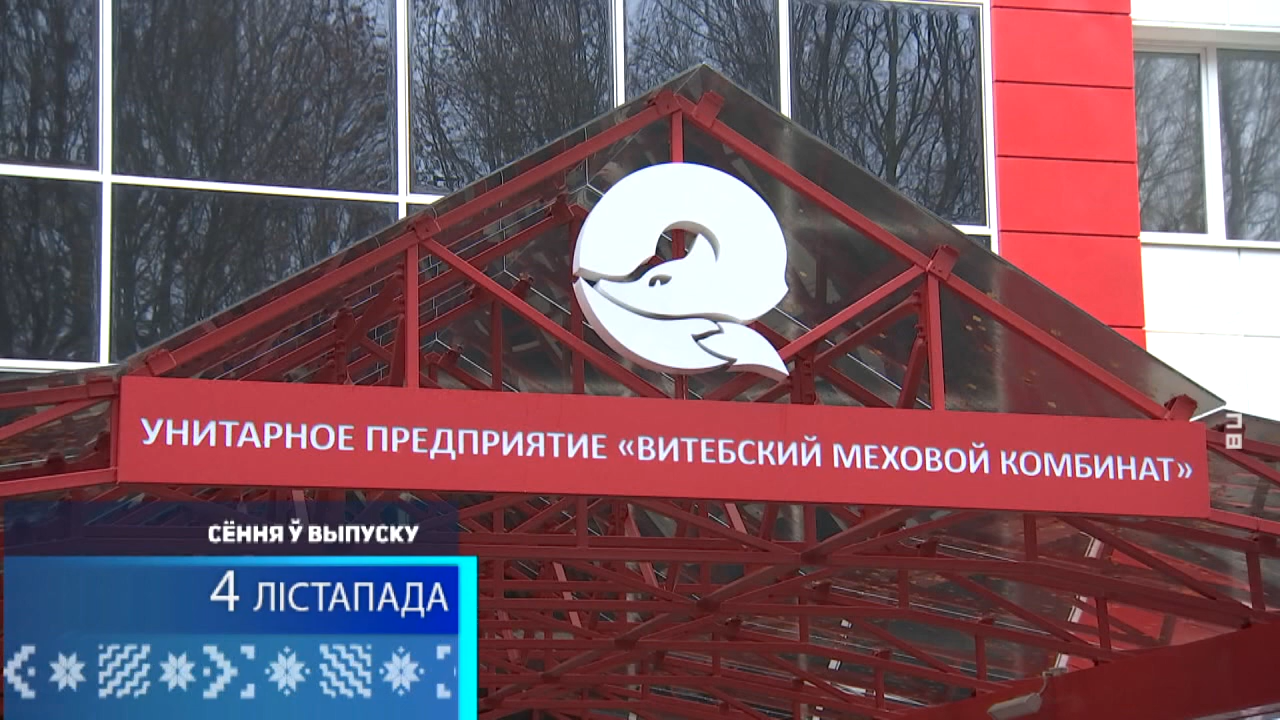 УНИТАРНОЕ ПРЕДПРИЯТИЕ «ВИТЕБСКИЙ МЕХОВОЙ КОМБИНАТ»
СЁННЯ Ў ВЫПУСКУ
4 ЛІСТАПАДА